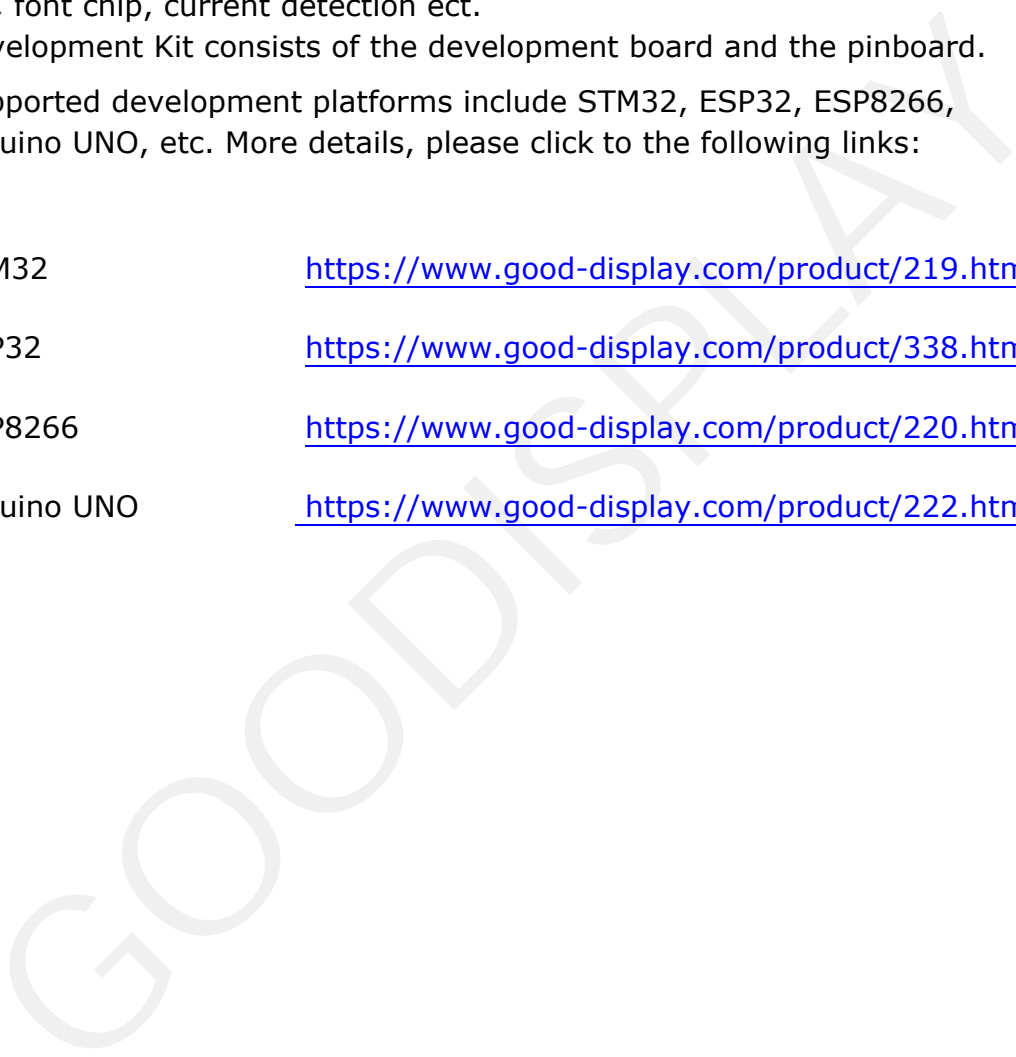 font chip, current detection ect.
velopment Kit consists of the development board and the pinboard.
ported development platforms include STM32, ESP32, ESP8266,
uino UNO, etc. More details, please click to the following links:
M32 https://www.good-display.com/product/219.htm
P32 https://www.good-display.com/product/338.htm
P8266 https://www.good-display.com/product/220.htm
uino UNO https://www.good-display.com/product/222.htm
GOODISPLAY